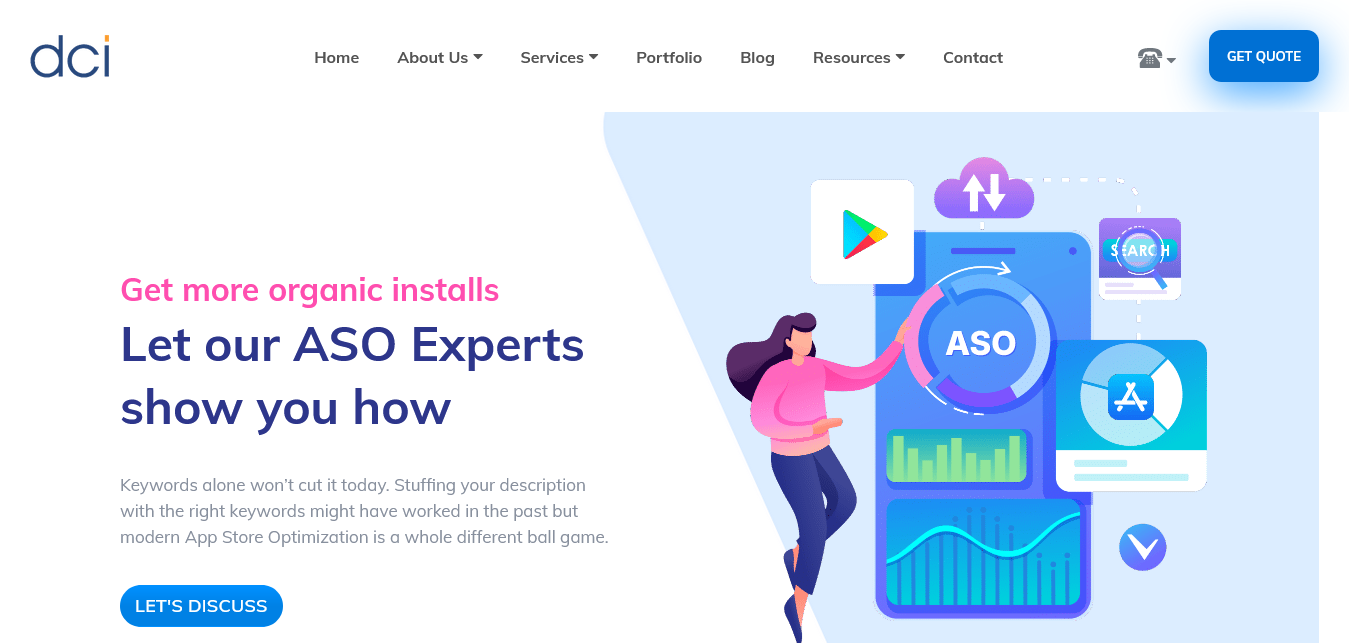 dci
Home About Us Services Portfolio Blog Resources Contact GET QUOTE
Get more organic installs
Let our ASO Experts
show you how
Keywords alone won’t cut it today. Stuffing your description
with the right keywords might have worked in the past but
modern App Store Optimization is a whole different ball game.
LET'S DISCUSS
SEARCH
ASO